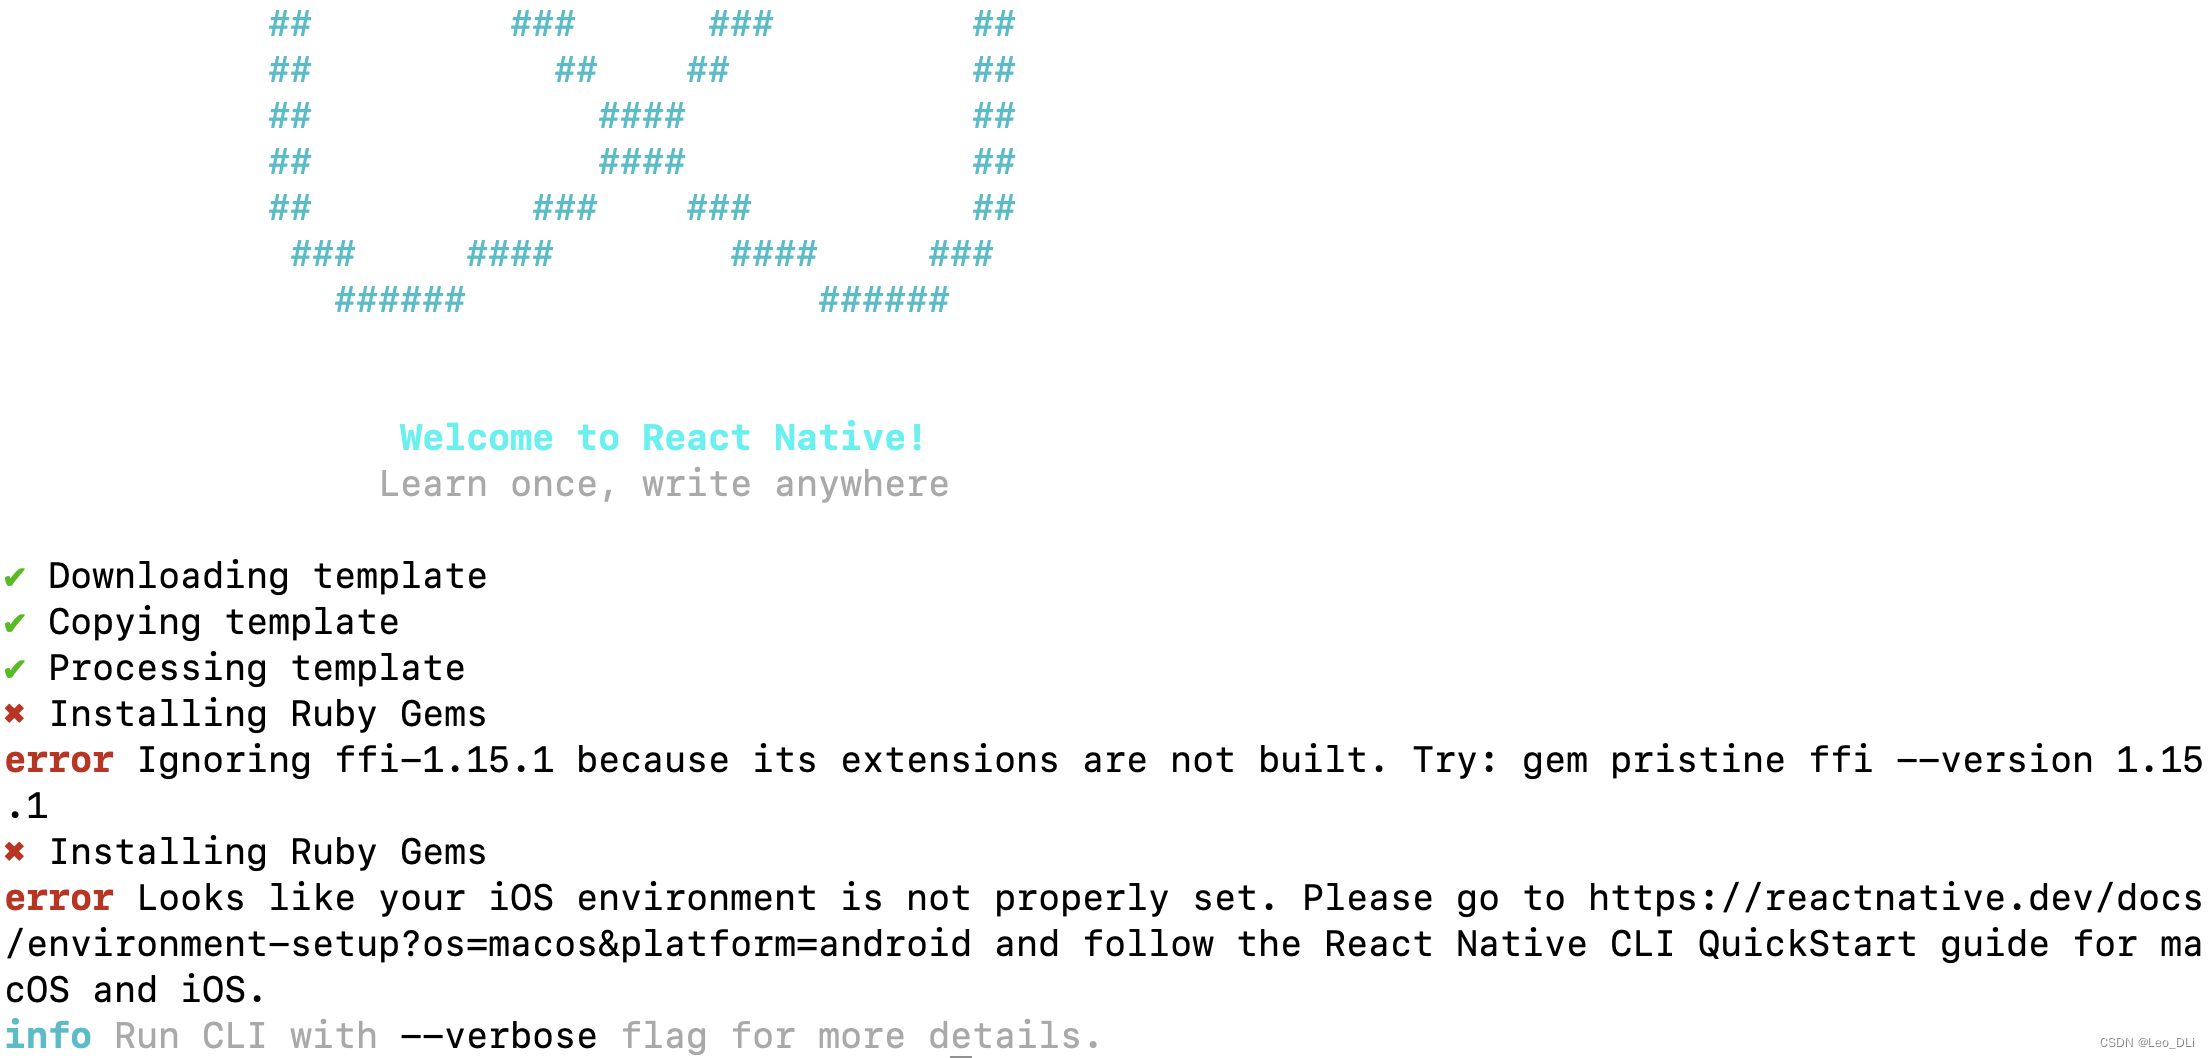 ##         ###      ###         ##
##           ##    ##           ##
##             ####             ##
##             ####             ##
##          ###    ###          ##
###     ####        ####     ###
######                ######
Welcome to React Native!
Learn once, write anywhere
✔ Downloading template
✔ Copying template
✔ Processing template
✖ Installing Ruby Gems
error Ignoring ffi-1.15.1 because its extensions are not built. Try: gem pristine ffi --version 1.15
.1
✖ Installing Ruby Gems
error Looks like your iOS environment is not properly set. Please go to https://reactnative.dev/docs
/environment-setup?os=macos&platform=android and follow the React Native CLI QuickStart guide for ma
cOS and iOS.
info Run CLI with --verbose flag for more details.
CSDN @Leo_DLi